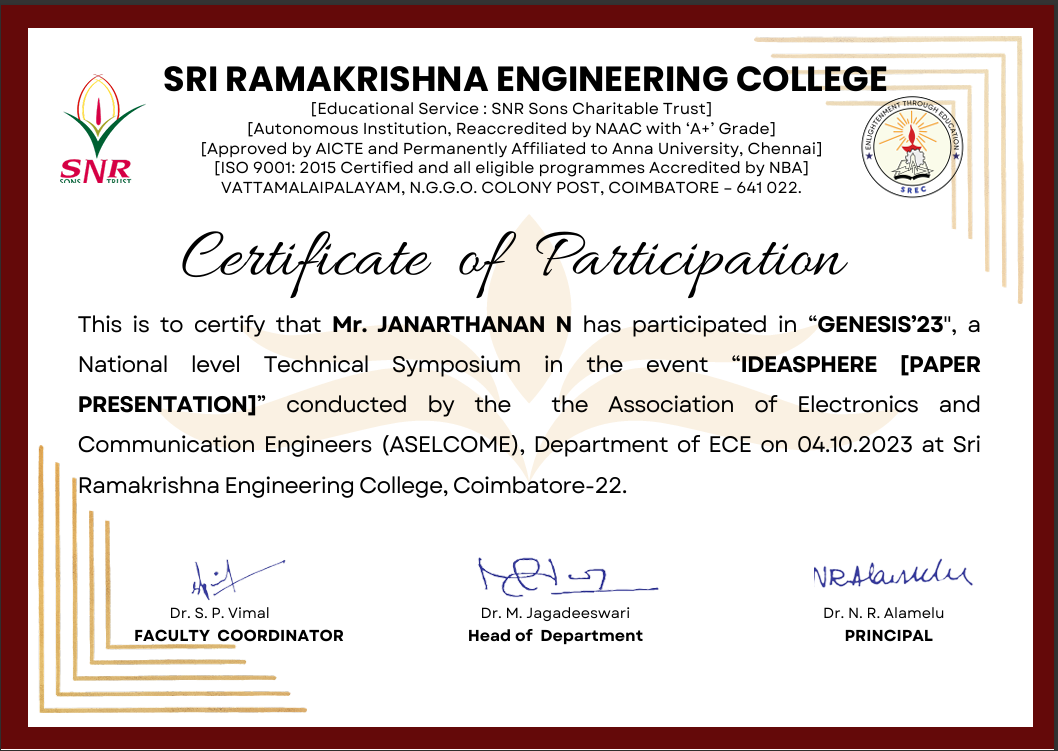 SRI RAMAKRISHNA ENGINEERING COLLEGE
[Educational Service : SNR Sons Charitable Trust]
[Autonomous Institution, Reaccredited by NAAC with ‘A+’ Grade]
[Approved by AICTE and Permanently Affiliated to Anna University, Chennai]
[ISO 9001: 2015 Certified and all eligible programmes Accredited by NBA]
VATTAMALAIPALAYAM, N.G.G.O. COLONY POST, COIMBATORE – 641 022.
SNR
SONS TRUST
ENLIGHTENMENT THROUGH EDUCATION
SREC
Certificate of Participation
This is to certify that Mr. JANARTHANAN N has participated in “GENESIS’23", a
National level Technical Symposium in the event “IDEASPHERE [PAPER
PRESENTATION]” conducted by the the Association of Electronics and
Communication Engineers (ASELCOME), Department of ECE on 04.10.2023 at Sri
Ramakrishna Engineering College, Coimbatore-22.
Dr. S. P. Vimal
FACULTY COORDINATOR
Dr. M. Jagadeeswari
Head of Department
Dr. N. R. Alamelu
PRINCIPAL